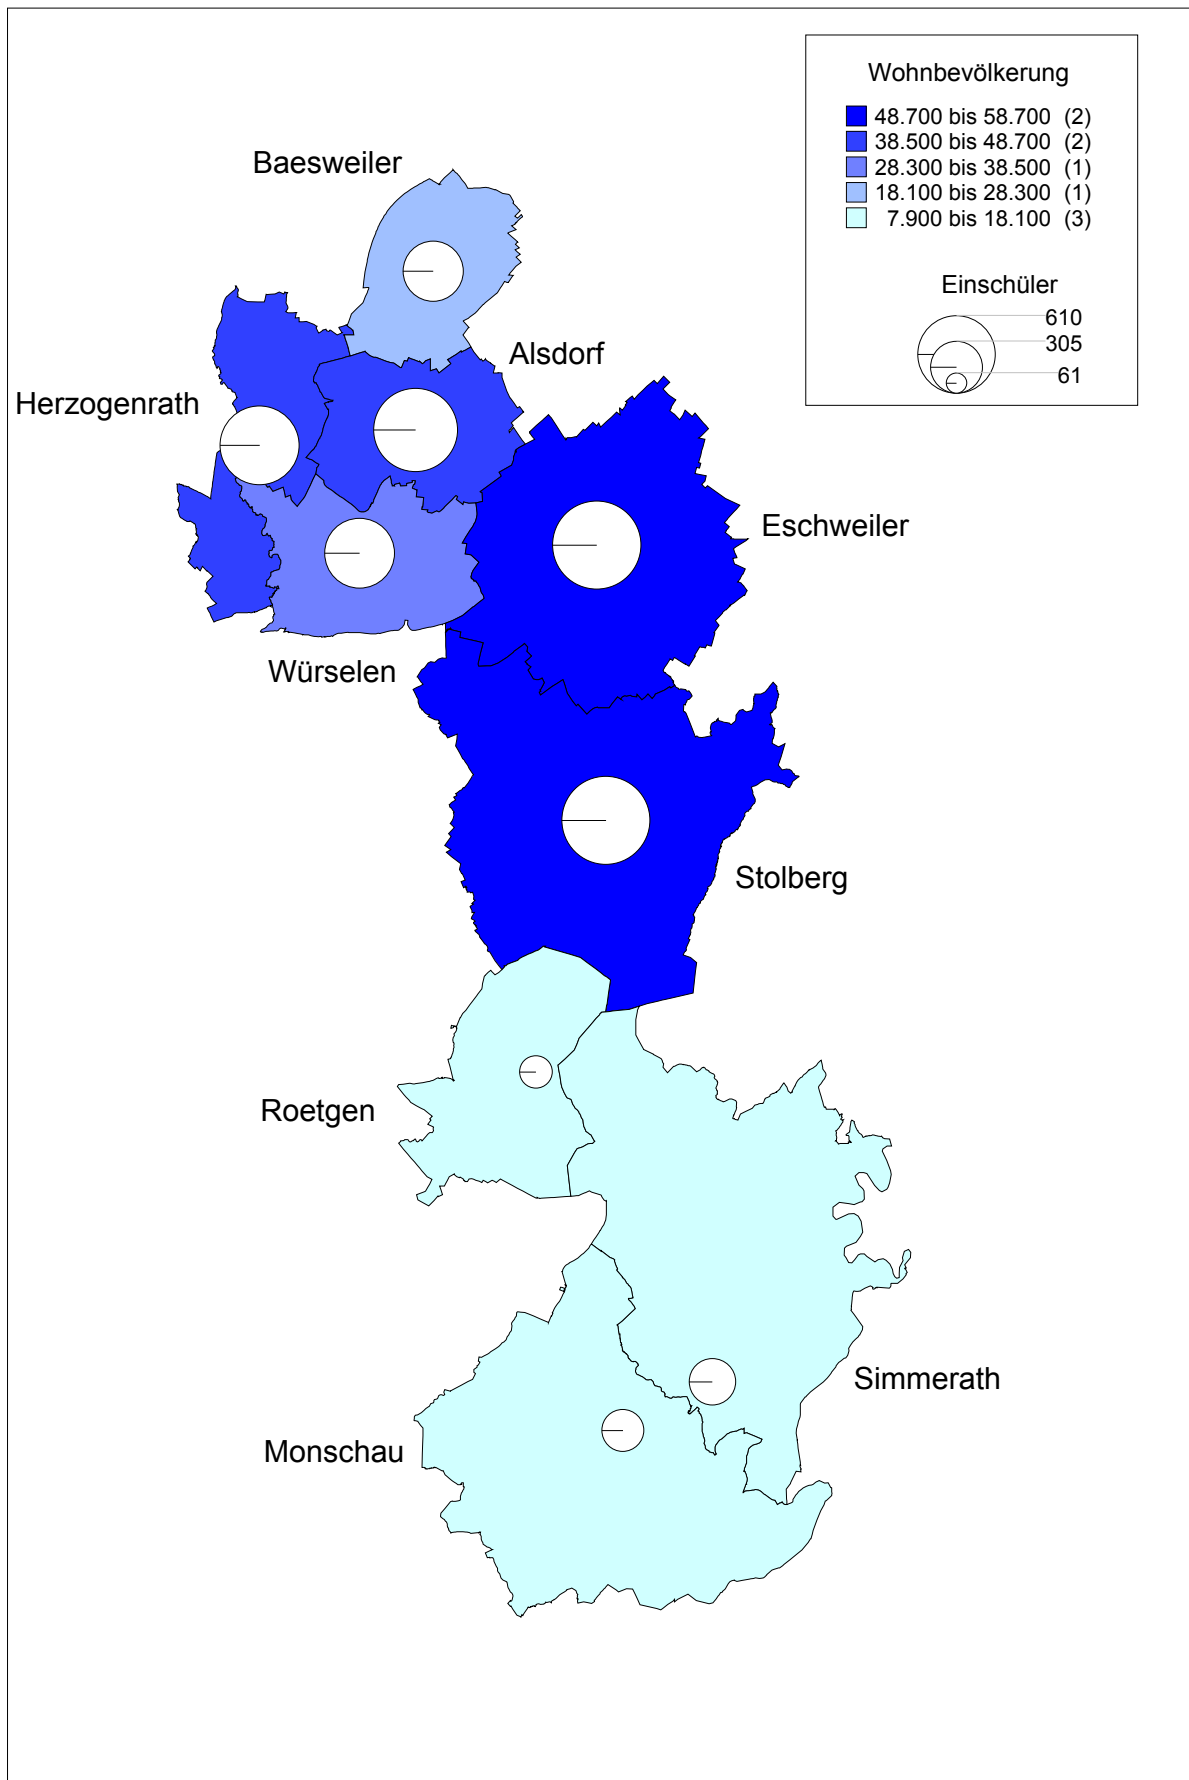 Wohnbevölkerung
48.700 bis 58.700 (2)
38.500 bis 48.700 (2)
28.300 bis 38.500 (1)
18.100 bis 28.300 (1)
7.900 bis 18.100 (3)
Einschüler
610
305
61
Baesweiler
Alsdorf
Herzogenrath
Eschweiler
Würselen
Stolberg
Roetgen
Simmerath
Monschau